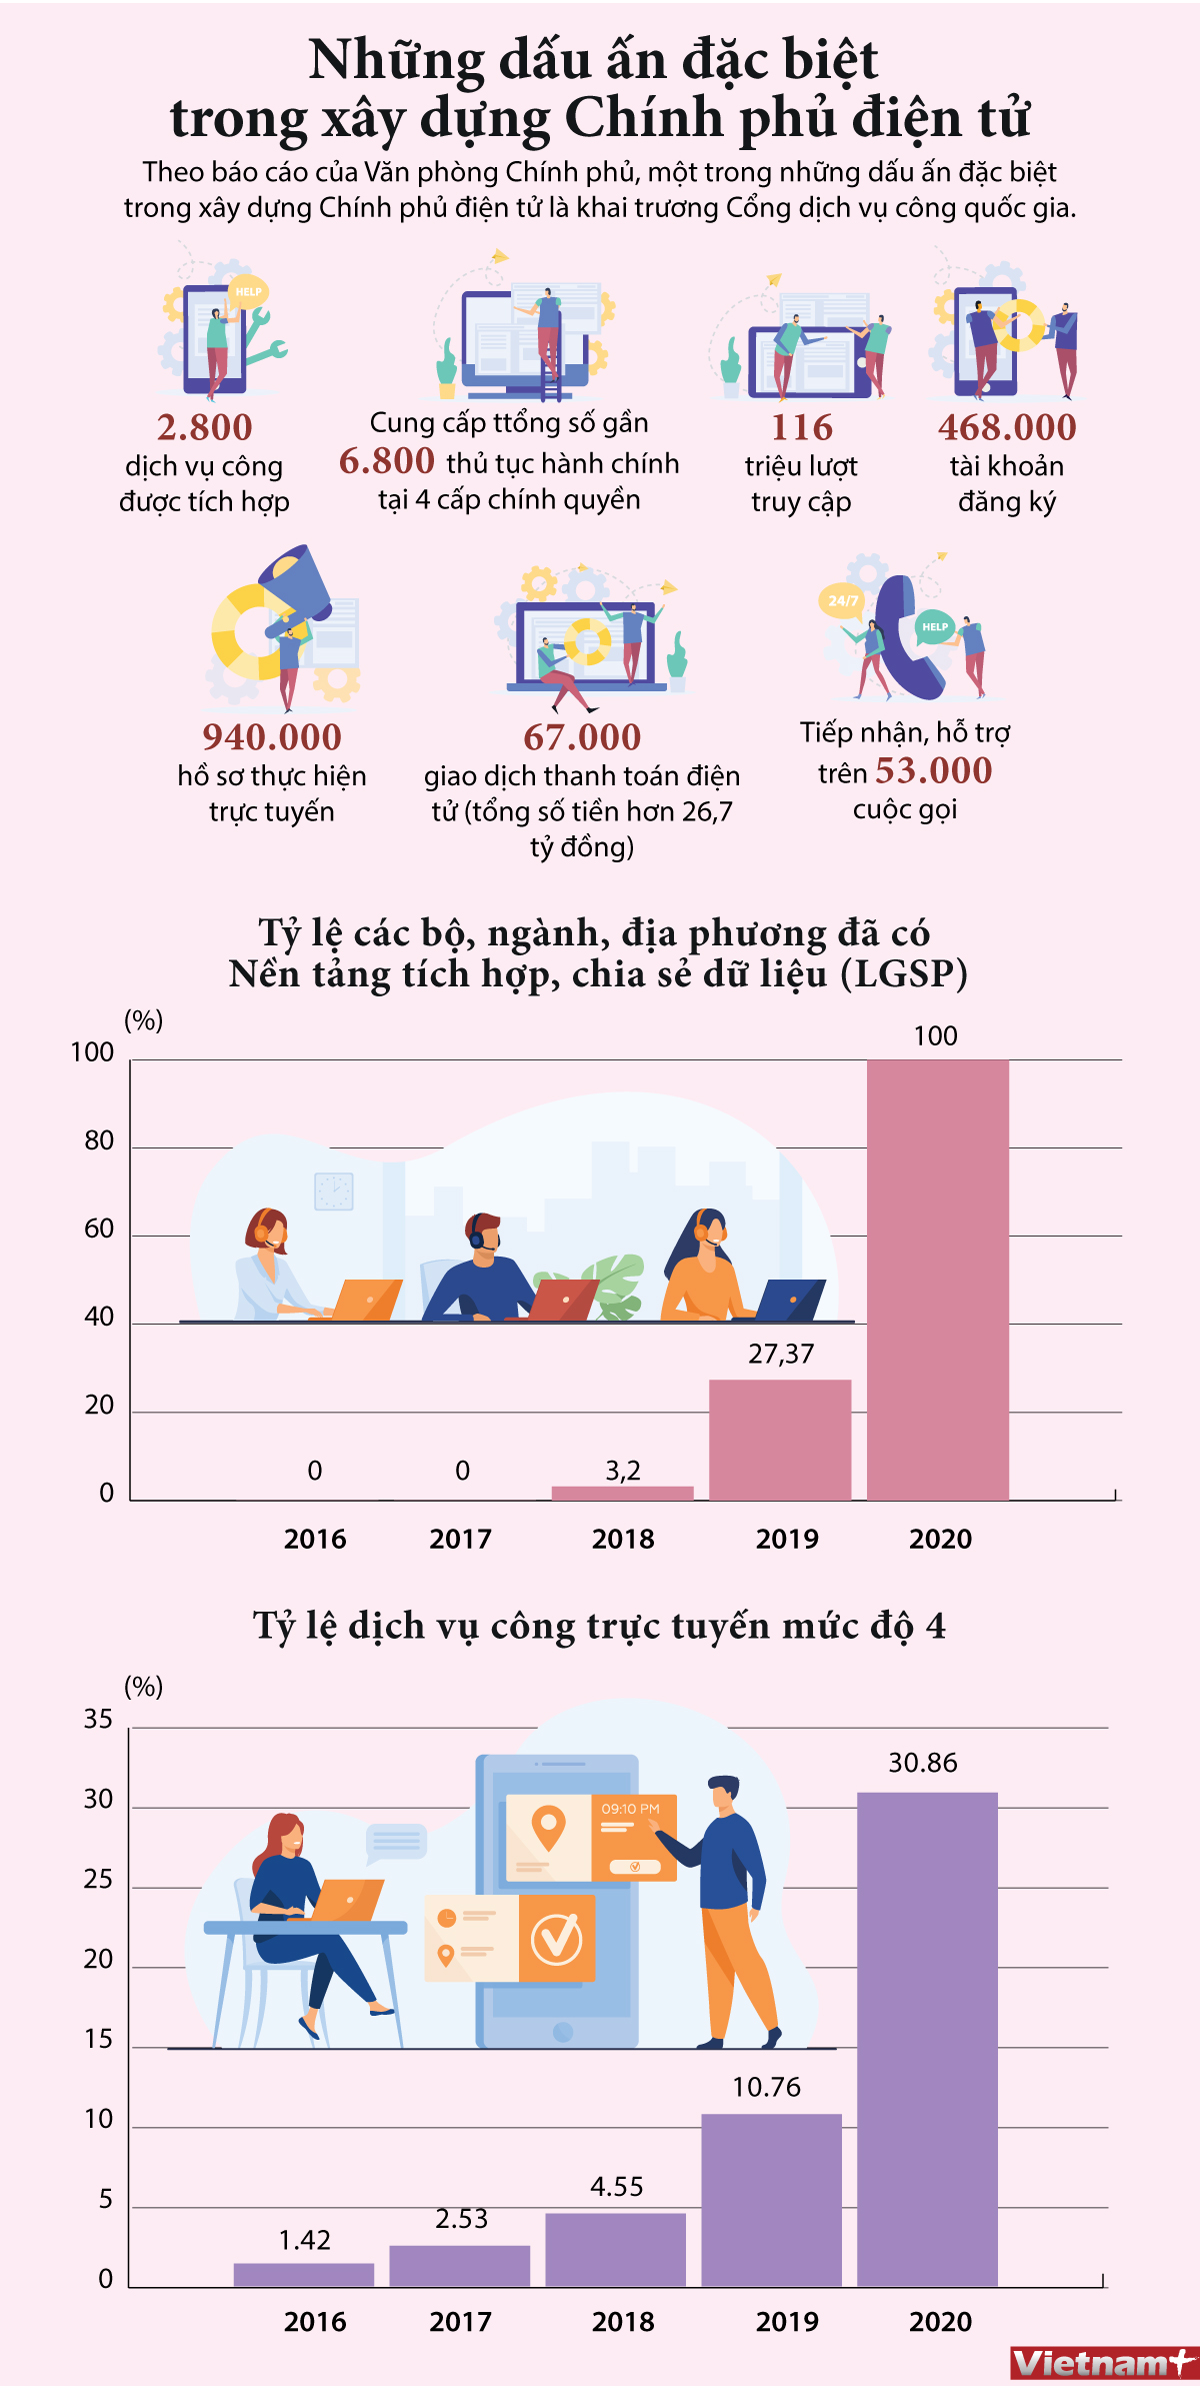 Những dấu ấn đặc biệt
trong xây dựng Chính phủ điện tử
Theo báo cáo của Văn phòng Chính phủ, một trong những dấu ấn đặc biệt
trong xây dựng Chính phủ điện tử là khai trương Cổng dịch vụ công quốc gia.
HELP
2.800
dịch vụ công
được tích hợp
Cung cấp ttổng số gần
6.800 thủ tục hành chính
tại 4 cấp chính quyền
116
triệu lượt
truy cập
468.000
tài khoản
đăng ký
940.000
hồ sơ thực hiện
trực tuyến
67.000
giao dịch thanh toán điện
tử (tổng số tiền hơn 26,7
tỷ đồng)
24/7
HELP
Tiếp nhận, hỗ trợ
trên 53.000
cuộc gọi
Tỷ lệ các bộ, ngành, địa phương đã có
Nền tảng tích hợp, chia sẻ dữ liệu (LGSP)
(%)
100
80
60
40
20
0
0
0
3,2
27,37
100
2016 2017 2018 2019 2020
Tỷ lệ dịch vụ công trực tuyến mức độ 4
(%)
35
30
25
20
15
10
5
0
09:10 PM
1.42
2.53
4.55
10.76
30.86
2016 2017 2018 2019 2020
Vietnam+